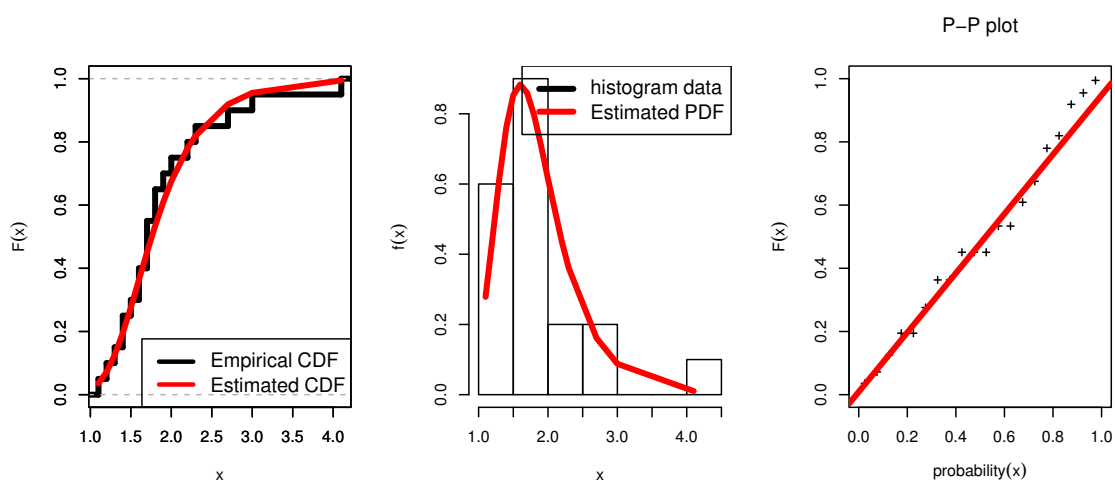 F(x)
0.0 0.2 0.4 0.6 0.8 1.0
Empirical CDF
Estimated CDF
1.0 1.5 2.0 2.5 3.0 3.5 4.0
x
f(x)
0.0 0.2 0.4 0.6 0.8
histogram data
Estimated PDF
1.0 2.0 3.0 4.0
x
P−P plot
F(x)
0.0 0.2 0.4 0.6 0.8 1.0
0.0 0.2 0.4 0.6 0.8 1.0
probability(x)